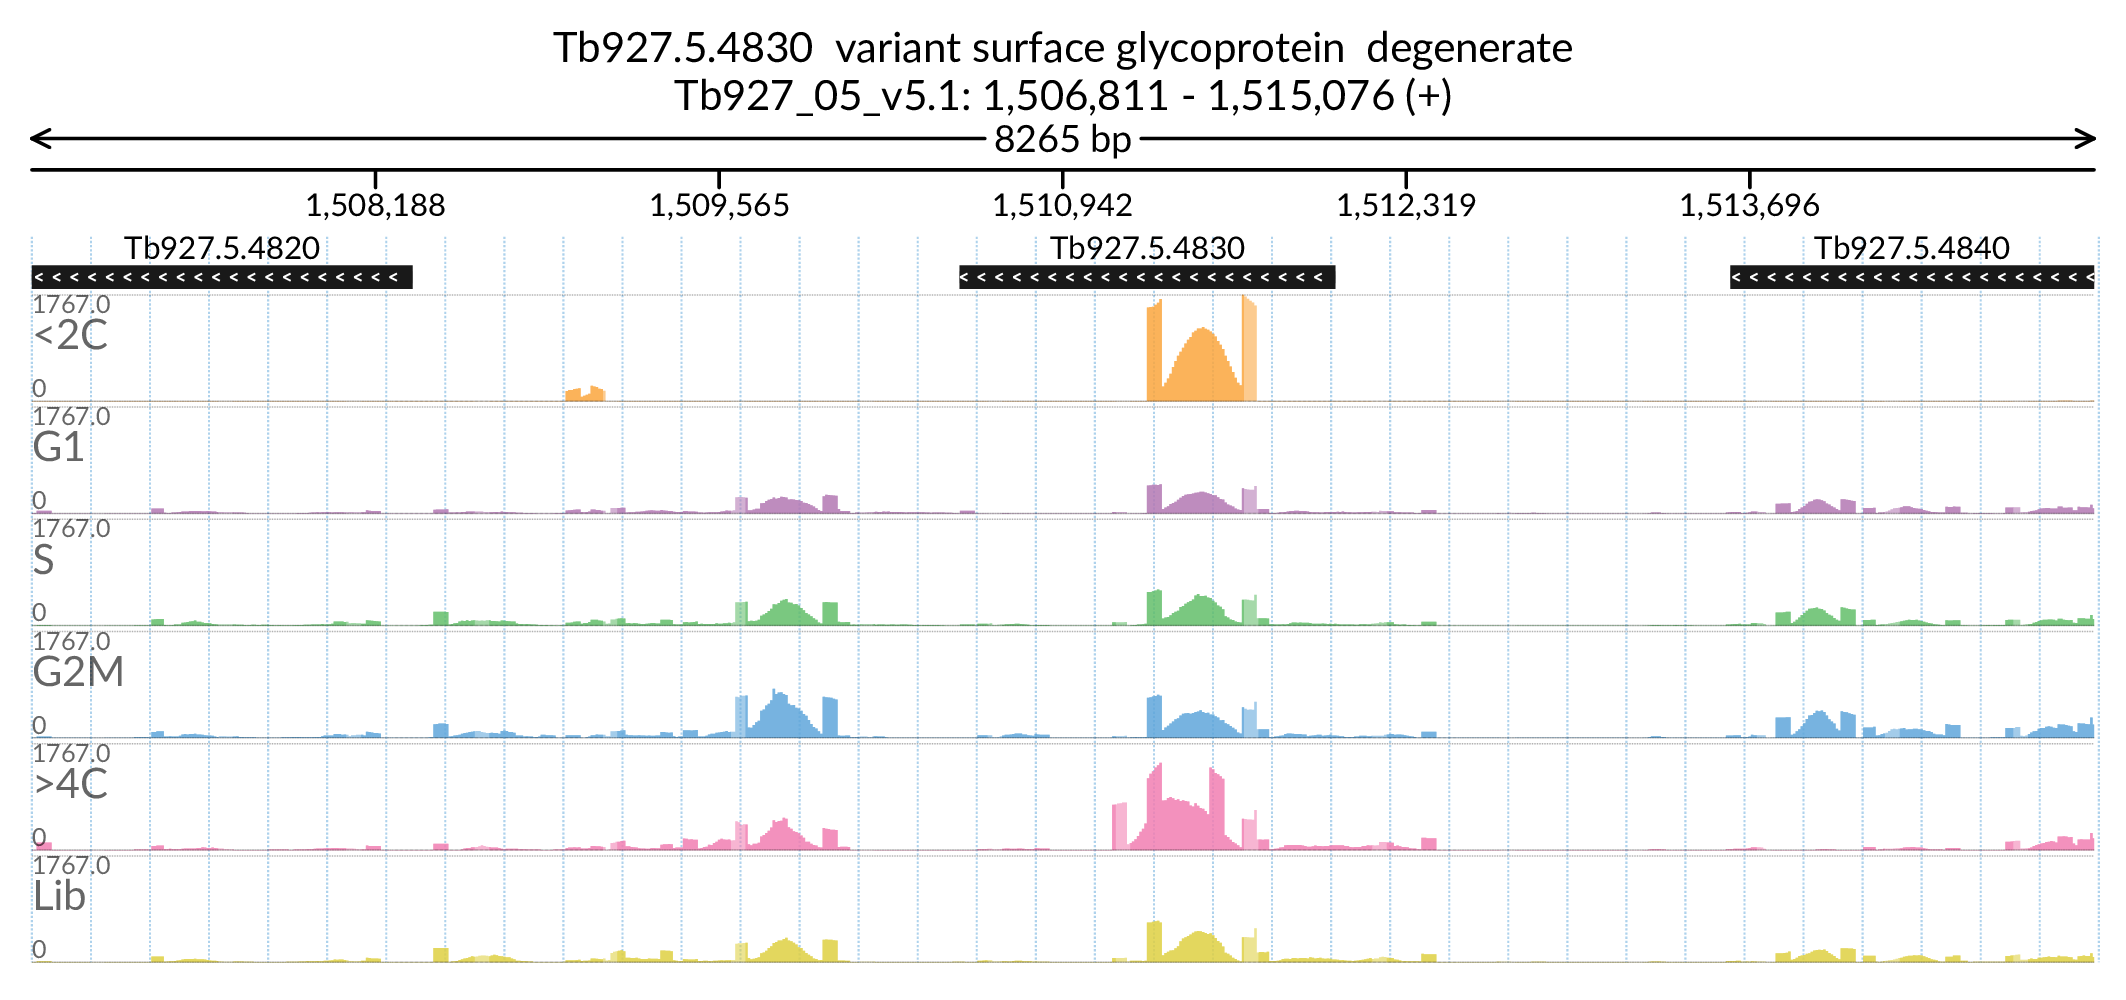 Tb927.5.4830  variant surface glycoprotein  degenerate
Tb927_05_v5.1: 1,506,811 - 1,515,076 (+)
8265 bp
1,508,188 1,509,565 1,510,942 1,512,319 1,513,696
Tb927.5.4820 Tb927.5.4830 Tb927.5.4840
1767.0
<2C
0
1767.0
G1
0
1767.0
S
0
1767.0
G2M
0
1767.0
>4C
0
1767.0
Lib
0